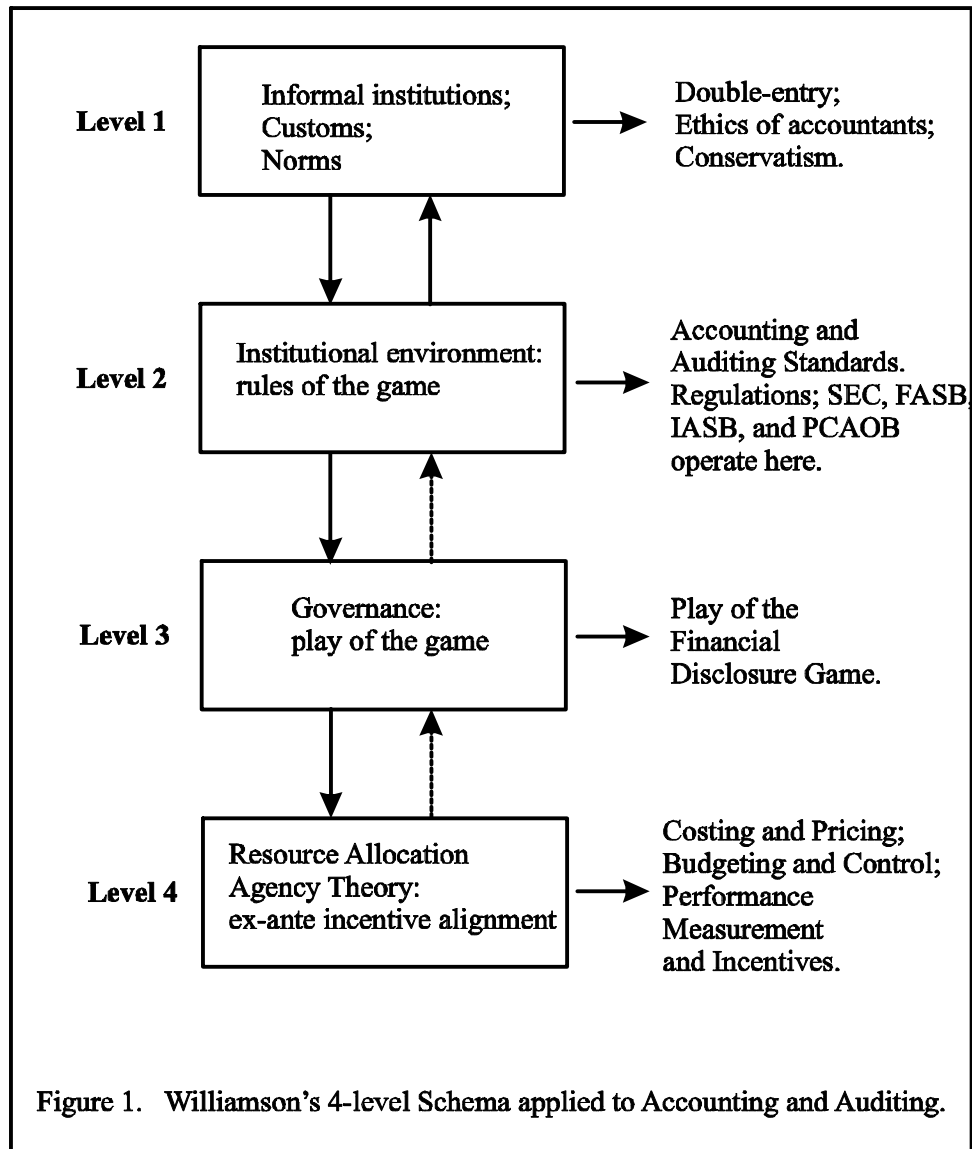 Level 1
Informal institutions;
Customs;
Norms
Double-entry;
Ethics of accountants;
Conservatism.
Level 2
Institutional environment:
rules of the game
Accounting and
Auditing Standards.
Regulations; SEC, FASB,
IASB, and PCAOB
operate here.
Level 3
Governance:
play of the game
Play of the
Financial
Disclosure Game.
Level 4
Resource Allocation
Agency Theory:
ex-ante incentive alignment
Costing and Pricing;
Budgeting and Control;
Performance
Measurement
and Incentives.
Figure 1. Williamson's 4-level Schema applied to Accounting and Auditing.